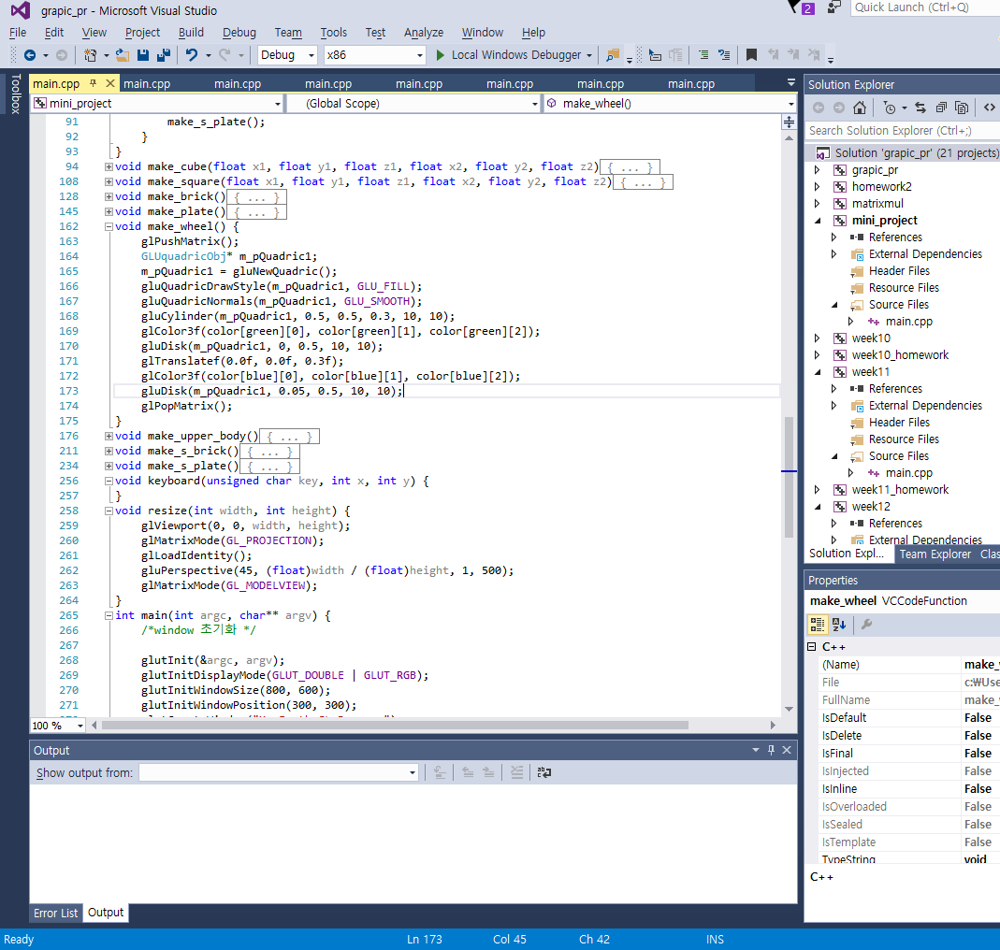 grapic_pr - Microsoft Visual Studio
2
Quick Launch (Ctrl+Q)
File Edit View Project Build Debug Team Tools Test Analyze Window Help
Debug x86 Local Windows Debugger
Toolbox
main.cpp main.cpp main.cpp main.cpp main.cpp main.cpp main.cpp main.cpp
mini_project (Global Scope) make_wheel()
91 make_s_plate();
92 }
93 }
94 void make_cube(float x1, float y1, float z1, float x2, float y2, float z2){ ... }
108 void make_square(float x1, float y1, float z1, float x2, float y2, float z2){ ... }
128 void make_brick(){ ... }
145 void make_plate(){ ... }
162 void make_wheel() {
163 glPushMatrix();
164 GLUquadricObj* m_pQuadric1;
165 m_pQuadric1 = gluNewQuadric();
166 gluQuadricDrawStyle(m_pQuadric1, GLU_FILL);
167 gluQuadricNormals(m_pQuadric1, GLU_SMOOTH);
168 gluCylinder(m_pQuadric1, 0.5, 0.5, 0.3, 10, 10);
169 glColor3f(color[green][0], color[green][1], color[green][2]);
170 gluDisk(m_pQuadric1, 0, 0.5, 10, 10);
171 glTranslatef(0.0f, 0.0f, 0.3f);
172 glColor3f(color[blue][0], color[blue][1], color[blue][2]);
173 gluDisk(m_pQuadric1, 0.05, 0.5, 10, 10);
174 glPopMatrix();
175 }
176 void make_upper_body(){ ... }
211 void make_s_brick(){ ... }
234 void make_s_plate(){ ... }
256 void keyboard(unsigned char key, int x, int y) {
257 }
258 void resize(int width, int height) {
259 glViewport(0, 0, width, height);
260 glMatrixMode(GL_PROJECTION);
261 glLoadIdentity();
262 gluPerspective(45, (float)width / (float)height, 1, 500);
263 glMatrixMode(GL_MODELVIEW);
264 }
265 int main(int argc, char** argv) {
266 /*window 초기화 */
267
268 glutInit(&argc, argv);
269 glutInitDisplayMode(GLUT_DOUBLE | GLUT_RGB);
270 glutInitWindowSize(800, 600);
271 glutInitWindowPosition(300, 300);
100 %
Output
Show output from:
Error List Output
Solution Explorer
Search Solution Explorer (Ctrl+;)
Solution 'grapic_pr' (21 projects)
grapic_pr
homework2
matrixmul
mini_project
References
External Dependencies
Header Files
Resource Files
Source Files
main.cpp
week10
week10_homework
week11
References
External Dependencies
Header Files
Resource Files
Source Files
main.cpp
week11_homework
week12
References
External Dependencies
Solution Expl... Team Explorer Clas
Properties
make_wheel VCCodeFunction
C++
(Name) make_
File c:₩Use
FullName make_
IsDefault False
IsDelete False
IsFinal False
IsInjected False
IsInline False
IsOverloaded False
IsSealed False
IsTemplate False
TypeString void
C++
Ready Ln 173 Col 45 Ch 42 INS